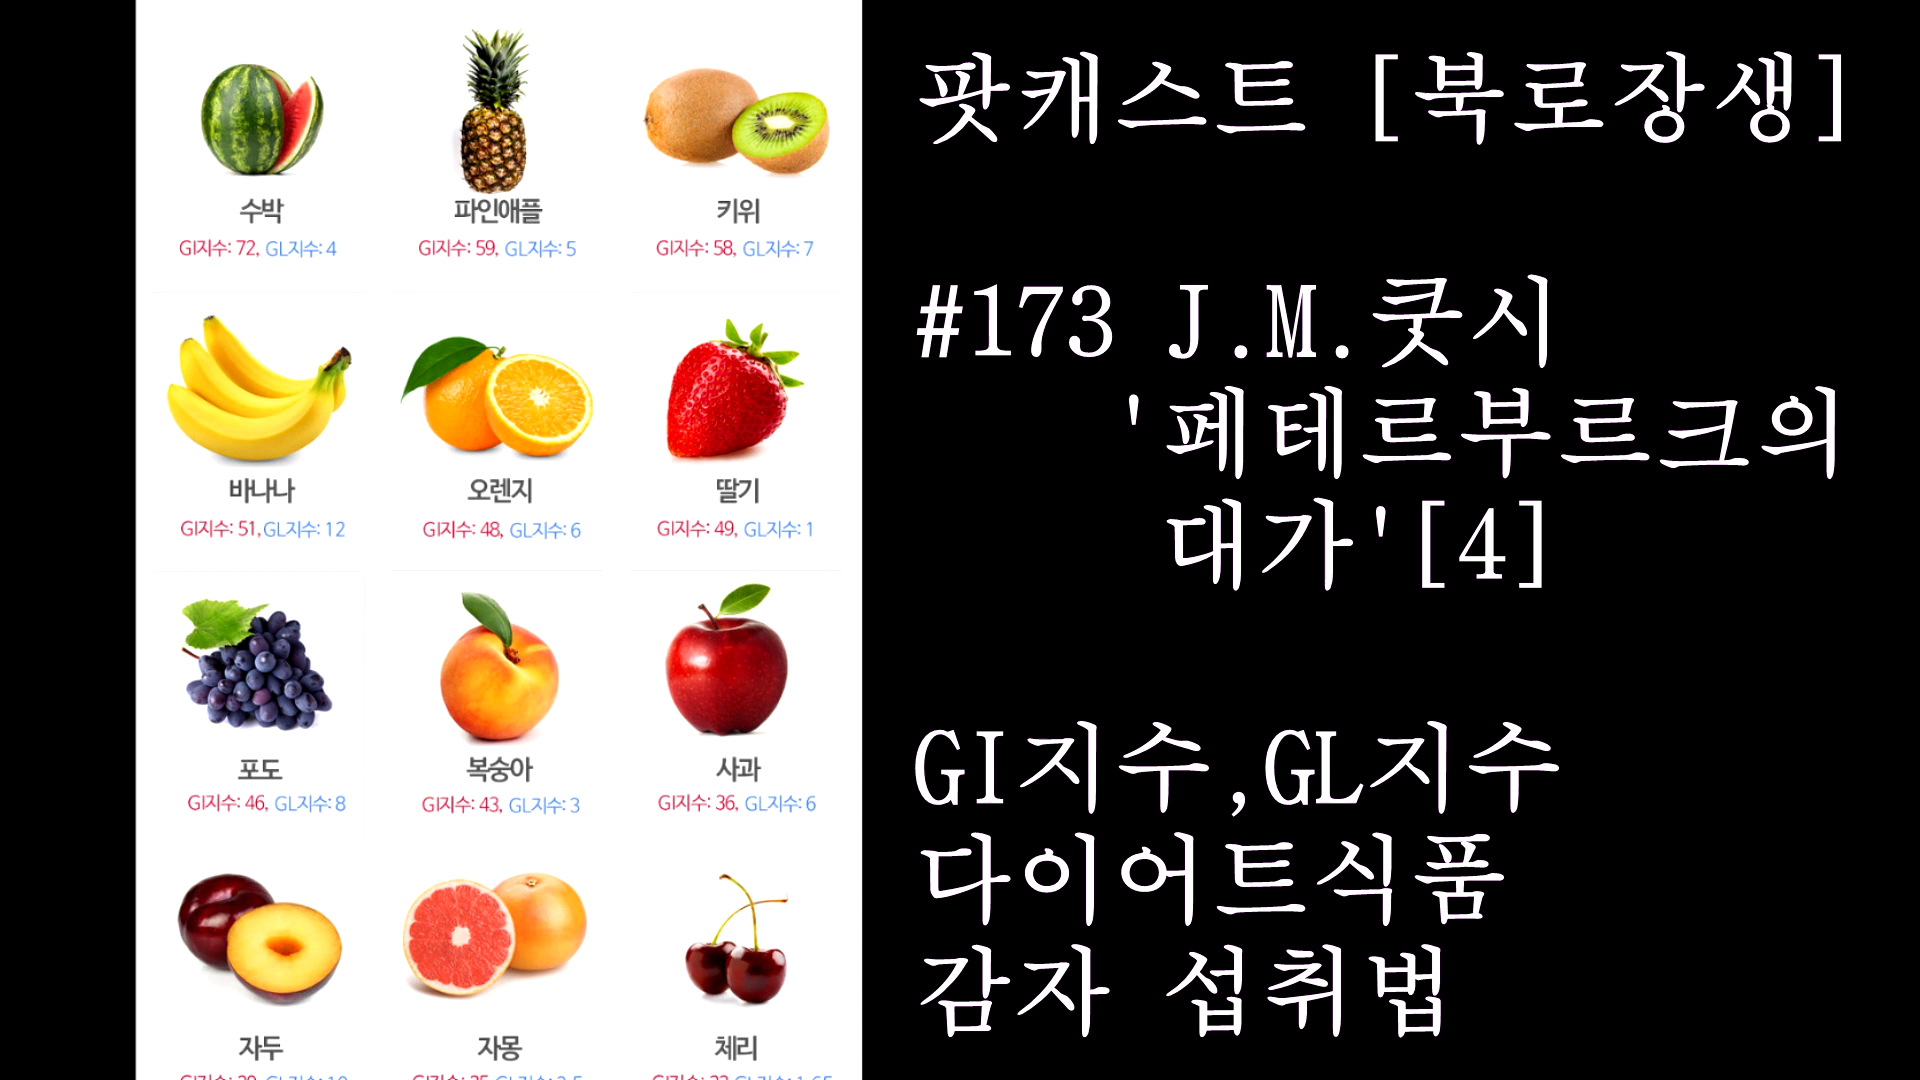 수박
GI지수: 72, GL지수: 4
파인애플
GI지수: 59, GL지수: 5
키위
GI지수: 58, GL지수: 7
바나나
GI지수: 51, GL지수: 12
오렌지
GI지수: 48, GL지수: 6
딸기
GI지수: 49, GL지수: 1
포도
GI지수: 46, GL지수: 8
복숭아
GI지수: 43, GL지수: 3
사과
GI지수: 36, GL지수: 6
자두
자몽
체리
팟캐스트 [북로장생]
#173 J.M.쿳시
'페테르부르크의
대가'[4]
GI지수,GL지수
다이어트식품
감자 섭취법